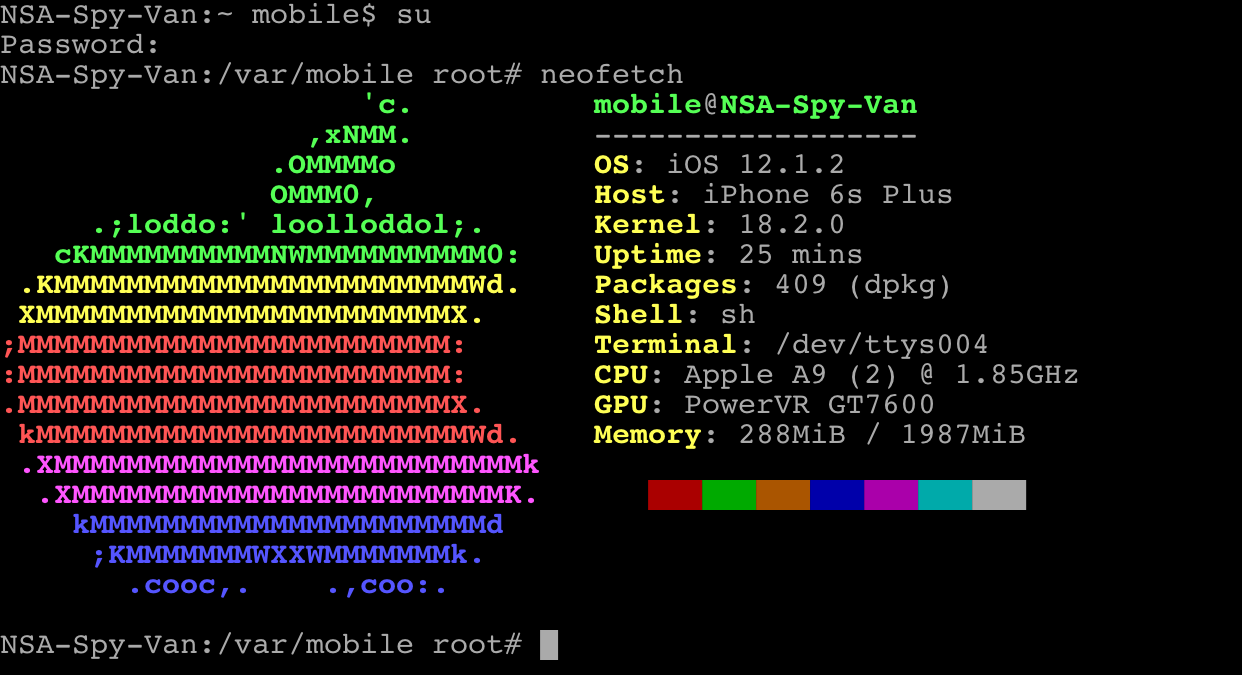 NSA-Spy-Van:~ mobile$ su
Password:
NSA-Spy-Van:/var/mobile root# neofetch
                    'c.          mobile@NSA-Spy-Van
                 ,xNMM.          ------------------
               .OMMMMo           OS: iOS 12.1.2
               OMMM0,            Host: iPhone 6s Plus
     .;loddo:' loolloddol;.      Kernel: 18.2.0
   cKMMMMMMMMMMNWMMMMMMMMMM0:    Uptime: 25 mins
 .KMMMMMMMMMMMMMMMMMMMMMMMWd.    Packages: 409 (dpkg)
 XMMMMMMMMMMMMMMMMMMMMMMMX.      Shell: sh
;MMMMMMMMMMMMMMMMMMMMMMMM:       Terminal: /dev/ttys004
:MMMMMMMMMMMMMMMMMMMMMMMM:       CPU: Apple A9 (2) @ 1.85GHz
.MMMMMMMMMMMMMMMMMMMMMMMMX.      GPU: PowerVR GT7600
 kMMMMMMMMMMMMMMMMMMMMMMMMWd.    Memory: 288MiB / 1987MiB
 .XMMMMMMMMMMMMMMMMMMMMMMMMMMk
  .XMMMMMMMMMMMMMMMMMMMMMMMMK.
    kMMMMMMMMMMMMMMMMMMMMMMd
     ;KMMMMMMMWXXWMMMMMMMk.
       .cooc,.    .,coo:.
NSA-Spy-Van:/var/mobile root#